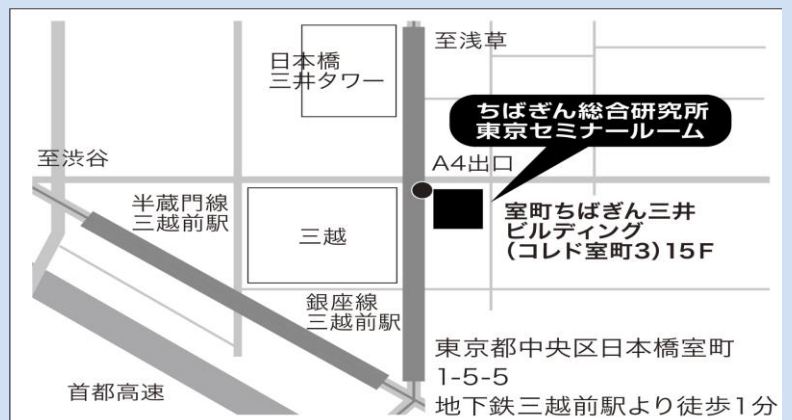 至浅草
日本橋
三井タワー
ちばぎん総合研究所
東京セミナールーム
至渋谷
A4出口
半蔵門線
三越前駅
三越
室町ちばぎん三井
ビルディング
(コレド室町3)15F
銀座線
三越前駅
東京都中央区日本橋室町
1-5-5
地下鉄三越前駅より徒歩1分
首都高速